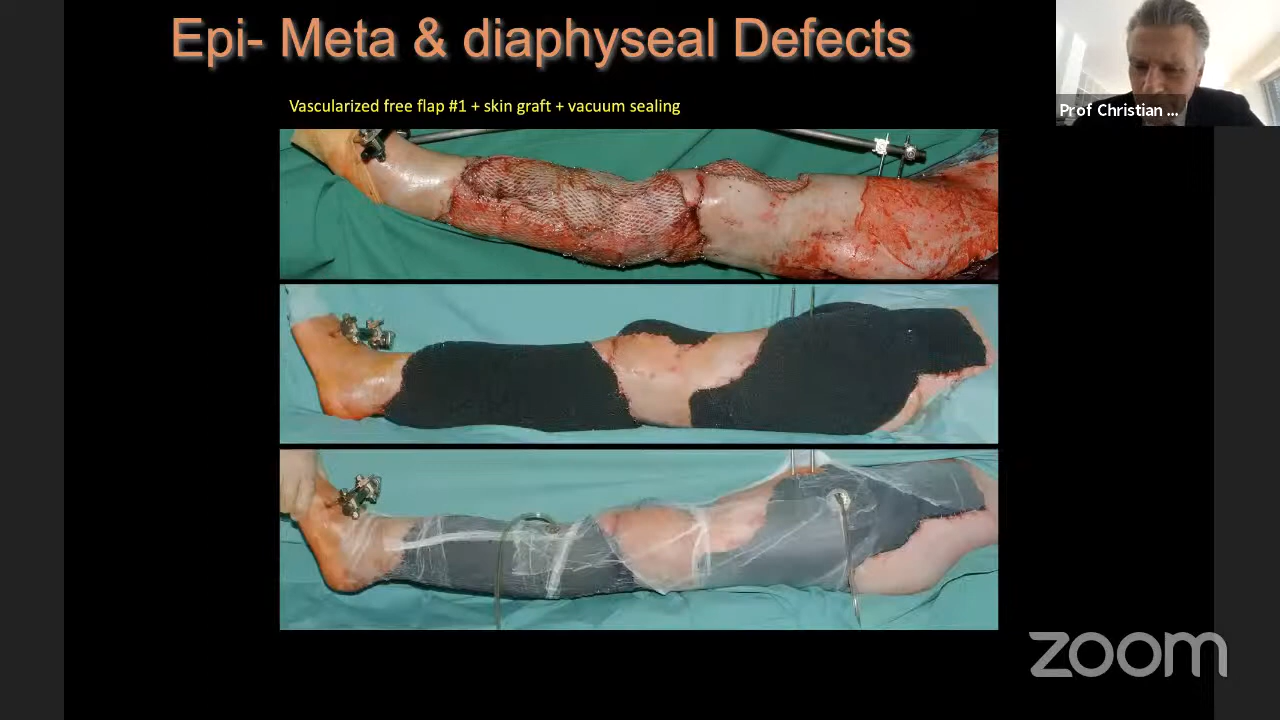 Epi- Meta & diaphyseal Defects
Prof Christian ...
Vascularized free flap #1 + skin graft + vacuum sealing
zoom